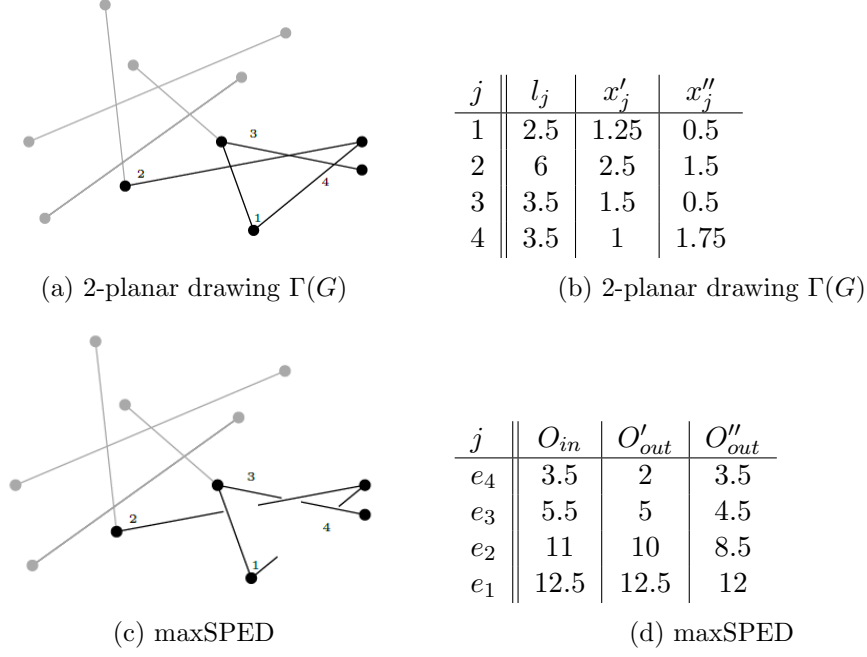 3
2
4
1
(a) 2-planar drawing Γ(G)
j l_j x'_j x''_j
1 2.5 1.25 0.5
2 6 2.5 1.5
3 3.5 1.5 0.5
4 3.5 1 1.75
(b) 2-planar drawing Γ(G)
3
2
4
1
(c) maxSPED
j O_in O'_out O''_out
e_4 3.5 2 3.5
e_3 5.5 5 4.5
e_2 11 10 8.5
e_1 12.5 12.5 12
(d) maxSPED